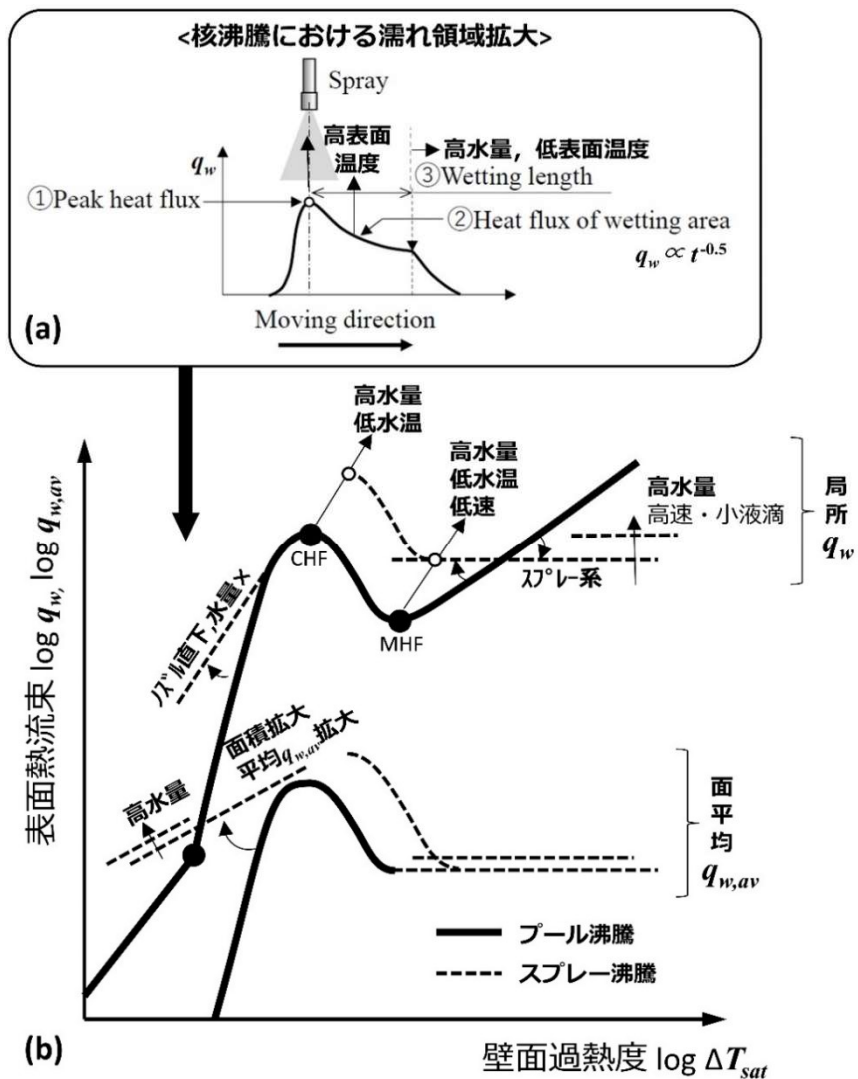 <核沸騰における濡れ領域拡大>
Spray
高表面
温度
高水量，低表面温度
q_w
③Wetting length
①Peak heat flux
②Heat flux of wetting area
q_w ∝ t^-0.5
Moving direction
(a)
高水量
低水温
高水量
低水温
低速
高水量
高速・小液滴
局所
q_w
CHF
スプレー系
MHF
ノズル直下,水量×
表面熱流束 log q_w, log q_w,av
面積拡大
平均q_w,av拡大
高水量
面平均
q_w,av
プール沸騰
スプレー沸騰
(b)
壁面過熱度 log ΔT_sat